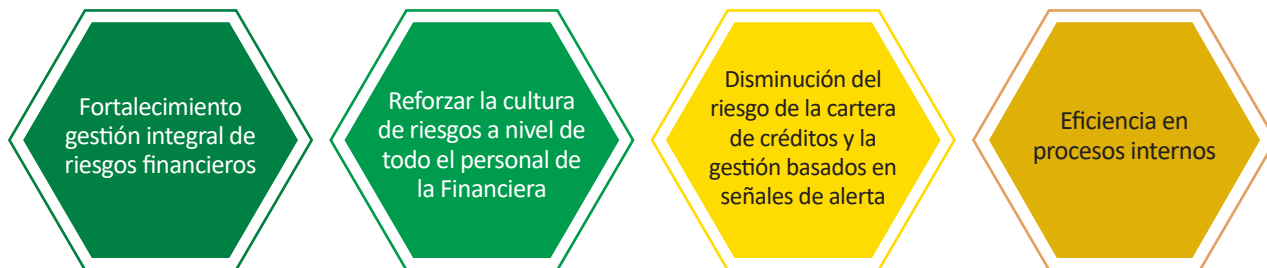 Fortalecimiento
gestión integral de
riesgos financieros
Reforzar la cultura
de riesgos a nivel de
todo el personal de
la Financiera
Disminución del
riesgo de la cartera
de créditos y la
gestión basados en
señales de alerta
Eficiencia en
procesos internos